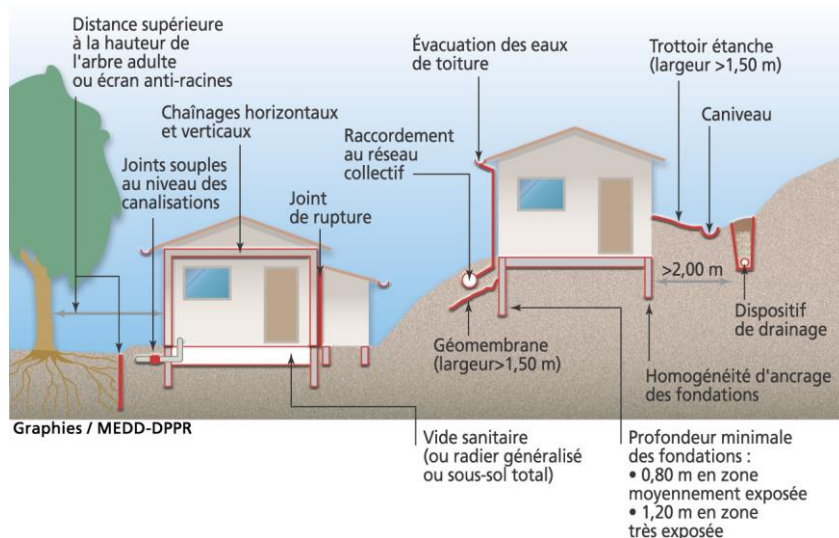 Distance supérieure
à la hauteur de
l'arbre adulte
ou écran anti-racines
Chaînages horizontaux
et verticaux
Joints souples
au niveau des
canalisations
Joint
de rupture
Évacuation des eaux
de toiture
Raccordement
au réseau
collectif
Trottoir étanche
(largeur >1,50 m)
Caniveau
>2,00 m
Dispositif
de drainage
Géomembrane
(largeur>1,50 m)
Homogénéité d'ancrage
des fondations
Graphies / MEDD-DPPR
Vide sanitaire
(ou radier généralisé
ou sous-sol total)
Profondeur minimale
des fondations :
• 0,80 m en zone
moyennement exposée
• 1,20 m en zone
très exposée